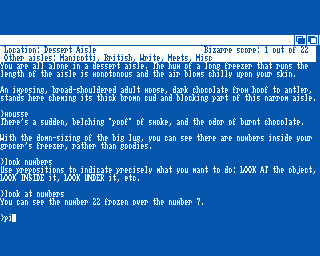 Location: Dessert Aisle Bizarre score: 1 out of 22
Other aisles: Manicotti, British, Write, Meets, Misc
You are all alone in a dessert aisle. The hum of a long freezer that runs the
length of the aisle is monotonous and the air blows chilly upon your skin.
An imposing, broad-shouldered adult moose, dark chocolate from hoof to antler,
stands here chewing its thick brown cud and blocking part of this narrow aisle.
>mousse
There's a sudden, belching "poof" of smoke, and the odor of burnt chocolate.
With the down-sizing of the big lug, you can see there are numbers inside your
grocer's freezer, rather than goodies.
>look numbers
Use prepositions to indicate precisely what you want to do: LOOK AT the object,
LOOK INSIDE it, LOOK UNDER it, etc.
>look at numbers
You can see the number 22 frozen over the number 7.
>pi